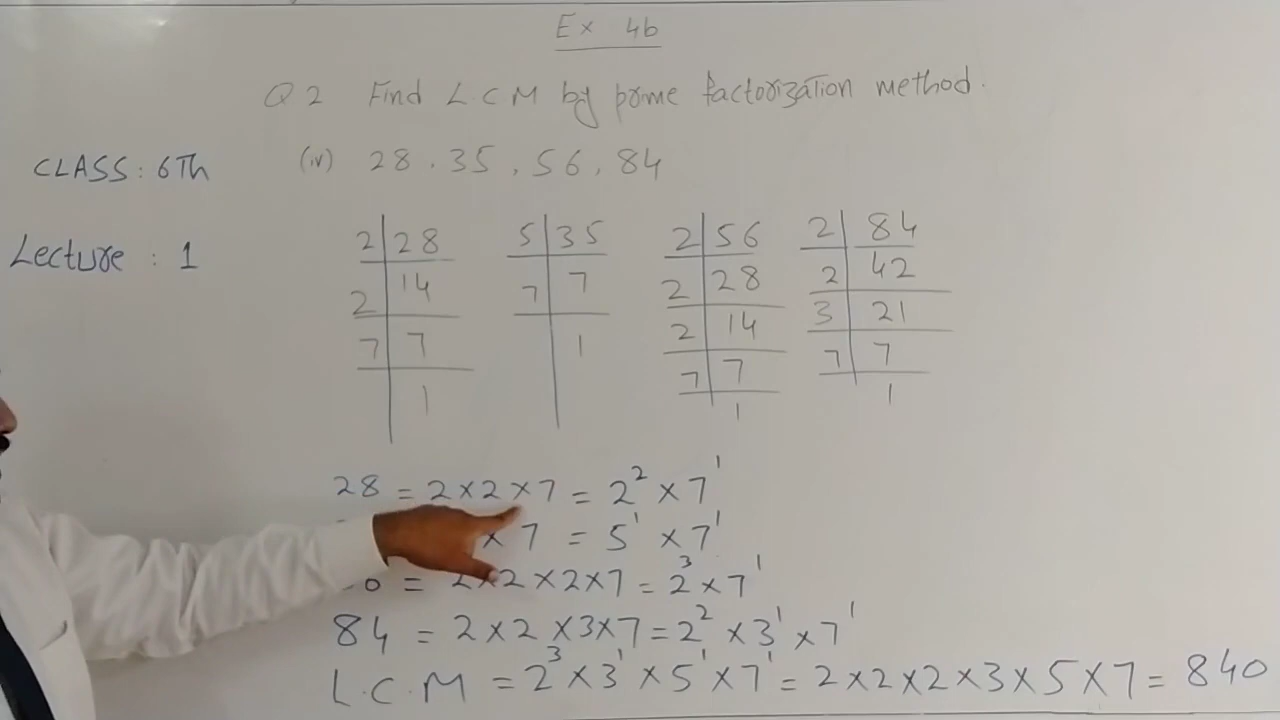 Ex 4b
Q2 Find L.C.M by prime factorization method.
CLASS: 6Th
(iv) 28, 35, 56, 84
Lecture : 1
2 | 28
2 | 14
7 | 7
1
5 | 35
7 | 7
1
2 | 56
2 | 28
2 | 14
7 | 7
1
2 | 84
2 | 42
3 | 21
7 | 7
1
28 = 2×2×7 = 2² × 7¹
× 7 = 5¹ × 7¹
= 2×2×2×7 = 2³ × 7¹
84 = 2×2×3×7 = 2² × 3¹ × 7¹
L.C.M = 2³ × 3¹ × 5¹ × 7¹ = 2×2×2×3×5×7 = 840